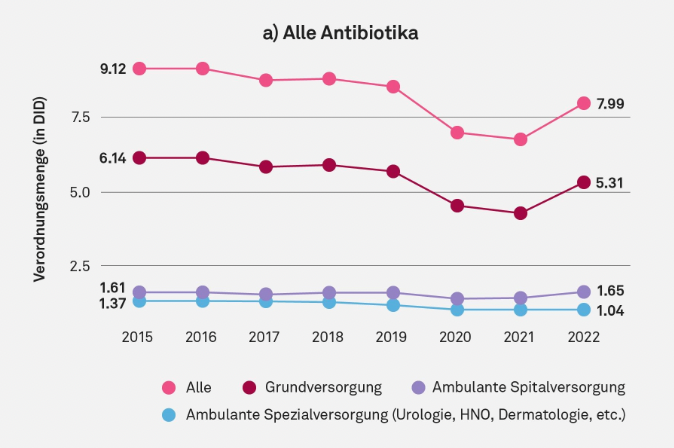 a) Alle Antibiotika
Verordnungsmenge (in DID)
9.12
7.5
7.99
6.14
5.0
5.31
2.5
1.61
1.65
1.37
1.04
2015 2016 2017 2018 2019 2020 2021 2022
Alle Grundversorgung Ambulante Spitalversorgung
Ambulante Spezialversorgung (Urologie, HNO, Dermatologie, etc.)